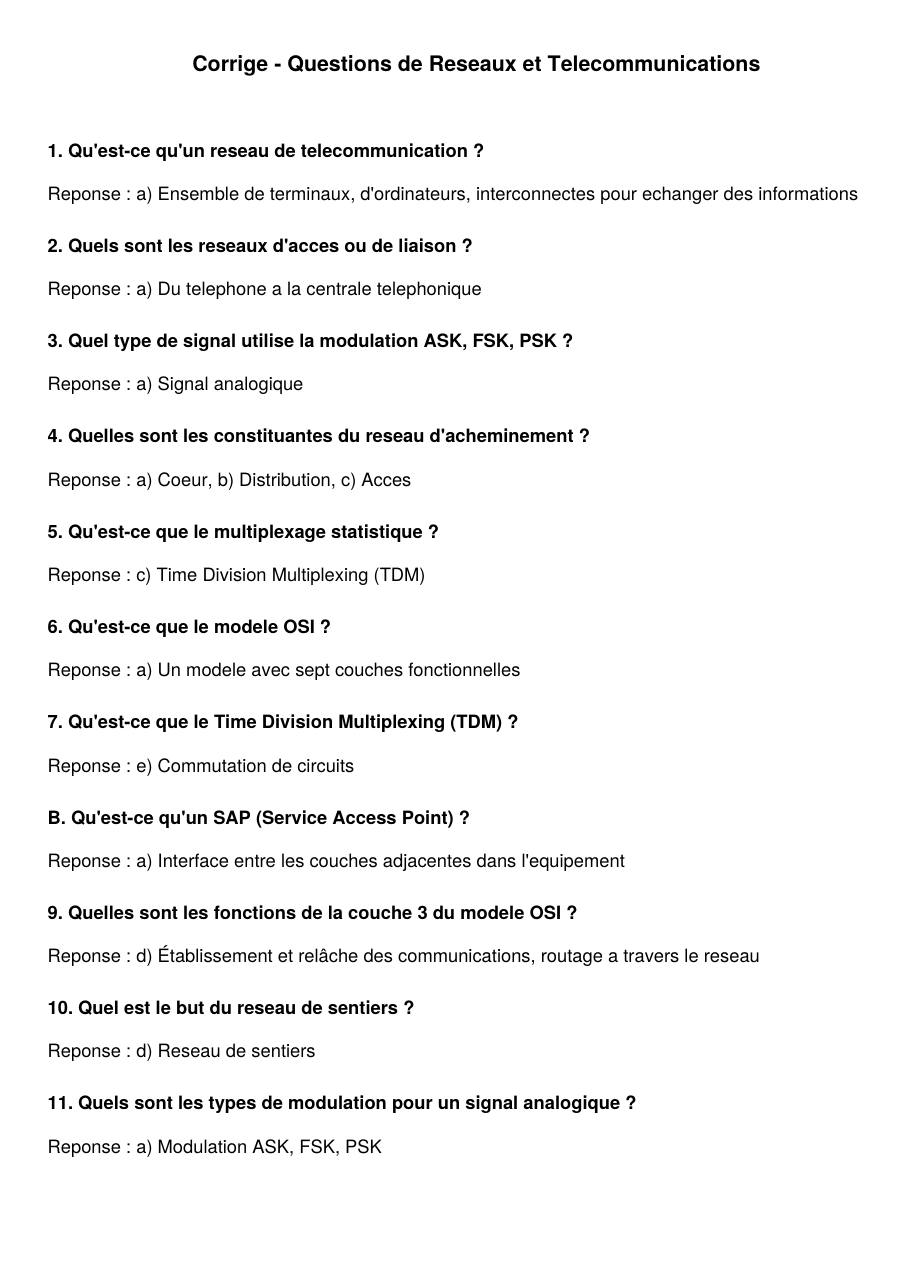 Corrige - Questions de Reseaux et Telecommunications
1. Qu'est-ce qu'un reseau de telecommunication ?
Reponse : a) Ensemble de terminaux, d'ordinateurs, interconnectes pour echanger des informations
2. Quels sont les reseaux d'acces ou de liaison ?
Reponse : a) Du telephone a la centrale telephonique
3. Quel type de signal utilise la modulation ASK, FSK, PSK ?
Reponse : a) Signal analogique
4. Quelles sont les constituantes du reseau d'acheminement ?
Reponse : a) Coeur, b) Distribution, c) Acces
5. Qu'est-ce que le multiplexage statistique ?
Reponse : c) Time Division Multiplexing (TDM)
6. Qu'est-ce que le modele OSI ?
Reponse : a) Un modele avec sept couches fonctionnelles
7. Qu'est-ce que le Time Division Multiplexing (TDM) ?
Reponse : e) Commutation de circuits
B. Qu'est-ce qu'un SAP (Service Access Point) ?
Reponse : a) Interface entre les couches adjacentes dans l'equipement
9. Quelles sont les fonctions de la couche 3 du modele OSI ?
Reponse : d) Établissement et relâche des communications, routage a travers le reseau
10. Quel est le but du reseau de sentiers ?
Reponse : d) Reseau de sentiers
11. Quels sont les types de modulation pour un signal analogique ?
Reponse : a) Modulation ASK, FSK, PSK